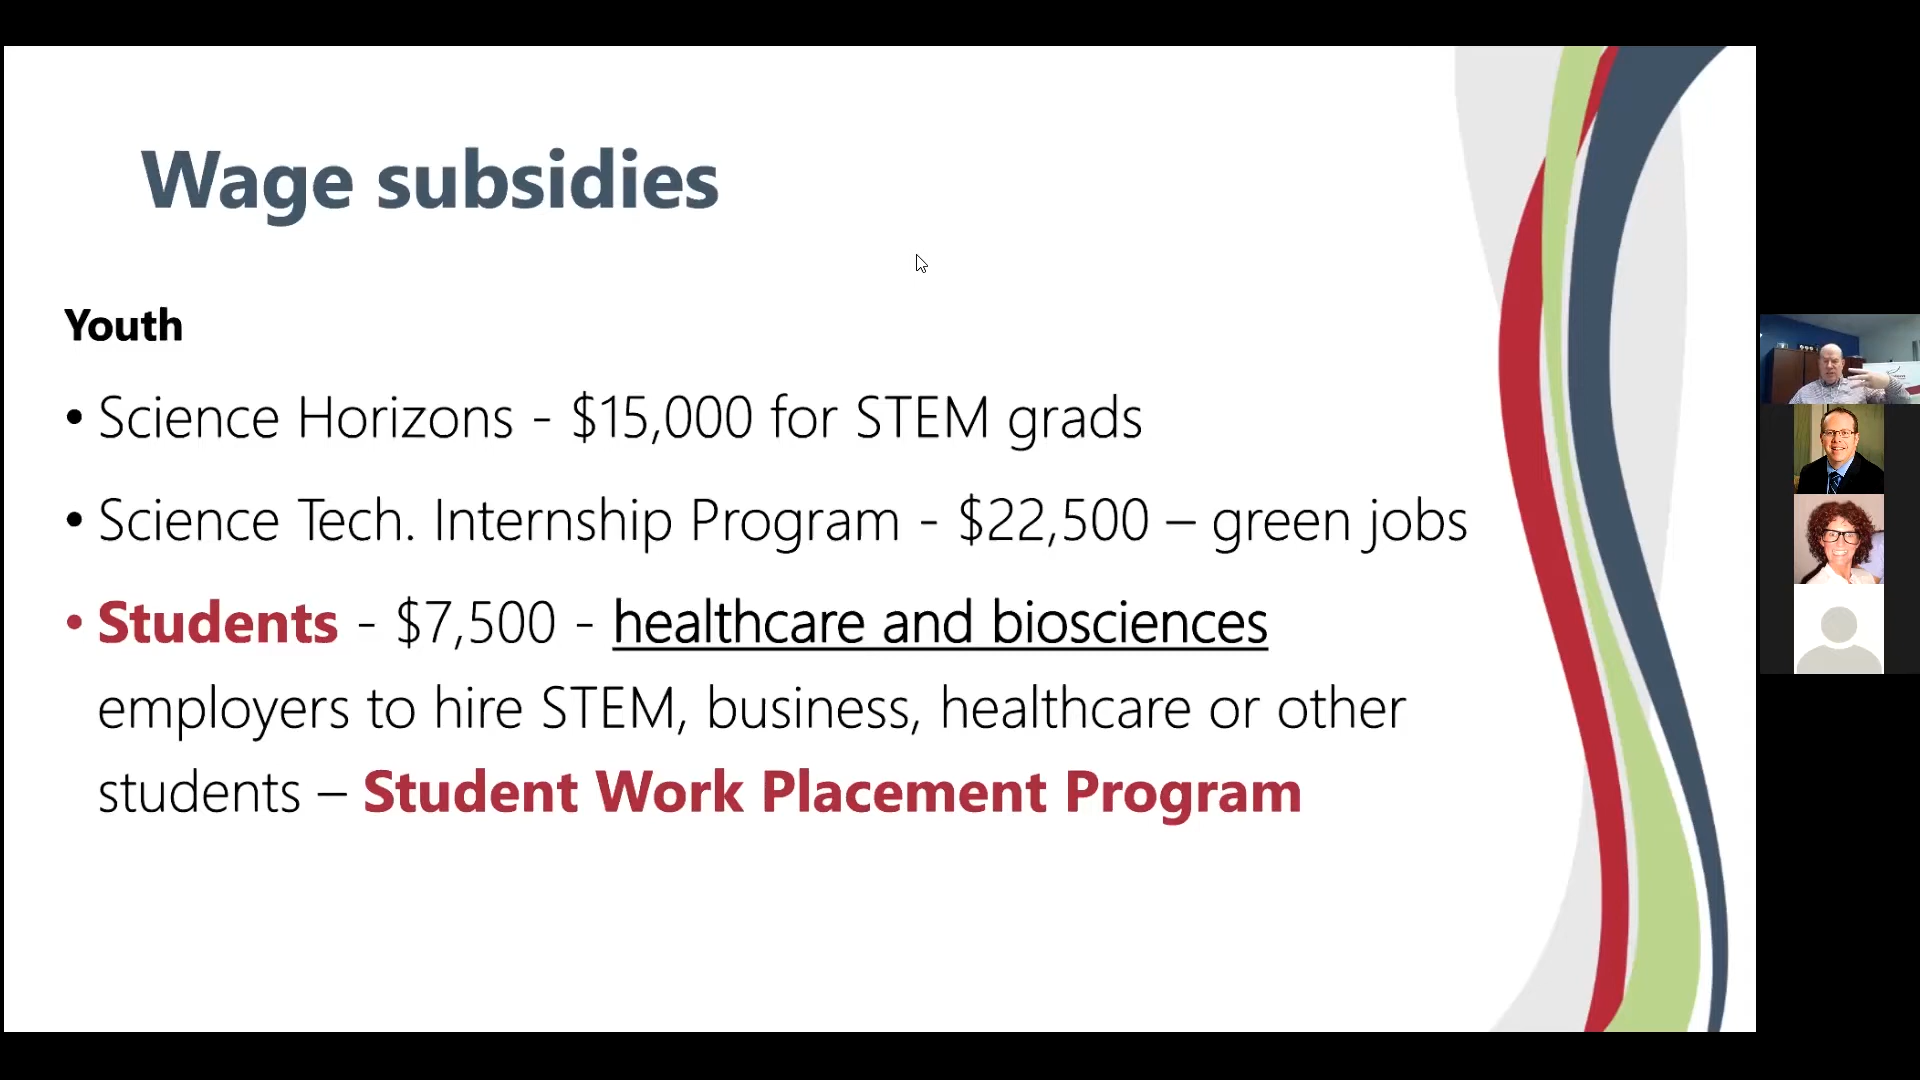 Wage subsidies
Youth
• Science Horizons - $15,000 for STEM grads
• Science Tech. Internship Program - $22,500 – green jobs
• Students - $7,500 - healthcare and biosciences
employers to hire STEM, business, healthcare or other
students – Student Work Placement Program